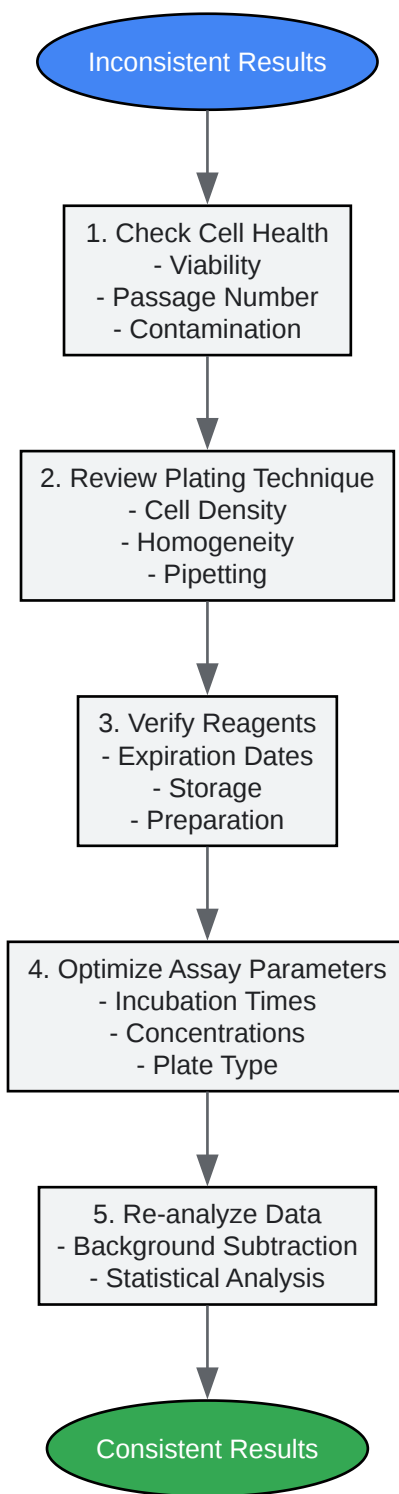 Inconsistent Results
1. Check Cell Health
- Viability
- Passage Number
- Contamination
2. Review Plating Technique
- Cell Density
- Homogeneity
- Pipetting
3. Verify Reagents
- Expiration Dates
- Storage
- Preparation
4. Optimize Assay Parameters
- Incubation Times
- Concentrations
- Plate Type
5. Re-analyze Data
- Background Subtraction
- Statistical Analysis
Consistent Results